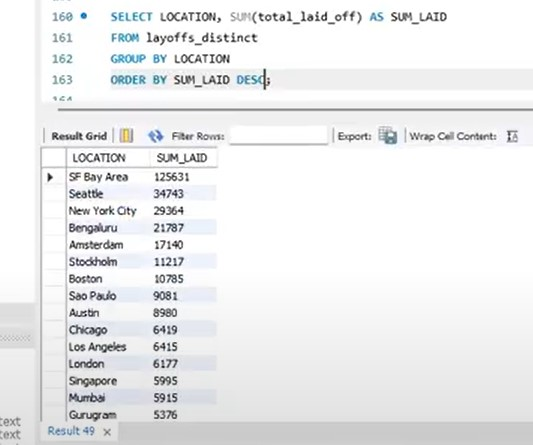 160 SELECT LOCATION, SUM(total_laid_off) AS SUM_LAID
161 FROM layoffs_distinct
162 GROUP BY LOCATION
163 ORDER BY SUM_LAID DESC;
164
Result Grid Filter Rows: Export: Wrap Cell Content:
LOCATION SUM_LAID
SF Bay Area 125631
Seattle 34743
New York City 29364
Bengaluru 21787
Amsterdam 17140
Stockholm 11217
Boston 10785
Sao Paulo 9081
Austin 8980
Chicago 6419
Los Angeles 6415
London 6177
Singapore 5995
Mumbai 5915
Gurugram 5376
text
text
Result 49